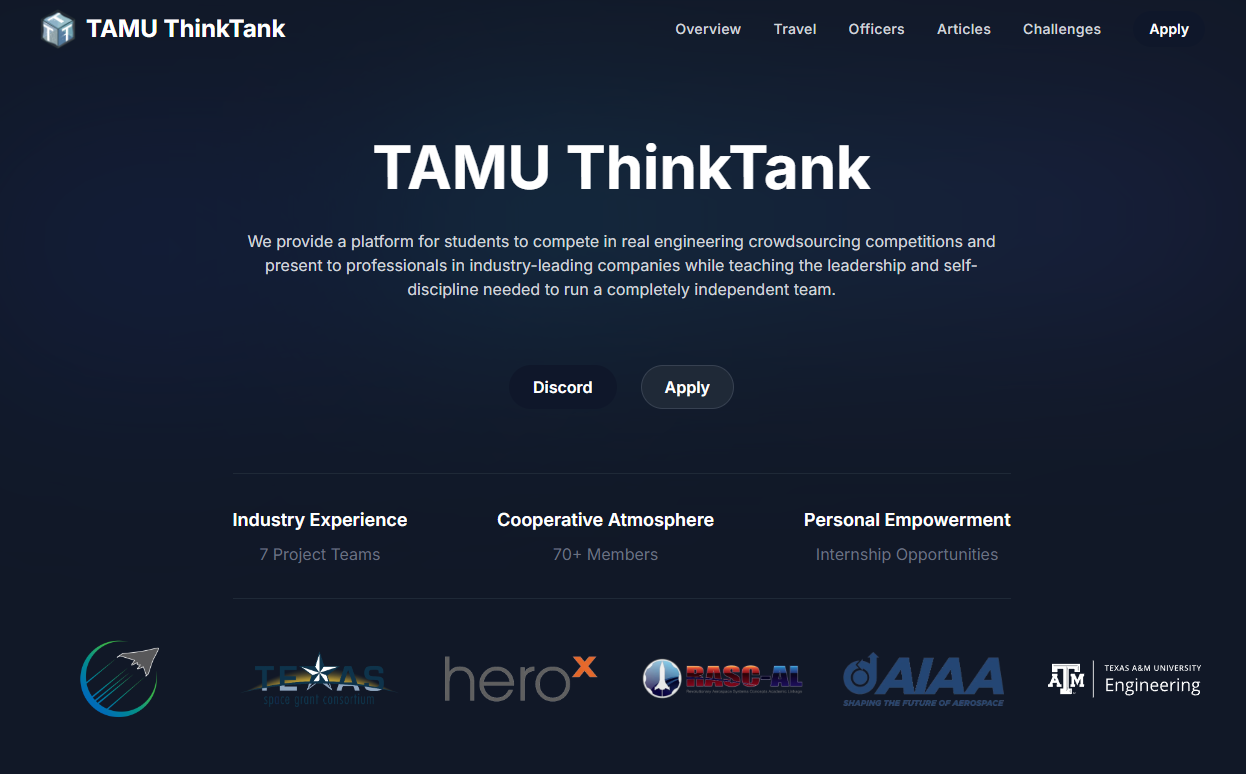 TAMU ThinkTank
Overview
Travel
Officers
Articles
Challenges
Apply
TAMU ThinkTank
We provide a platform for students to compete in real engineering crowdsourcing competitions and
present to professionals in industry-leading companies while teaching the leadership and self-
discipline needed to run a completely independent team.
Discord
Apply
Industry Experience
Cooperative Atmosphere
Personal Empowerment
7 Project Teams
70+ Members
Internship Opportunities
TEXAS
space grant consortium
herox
RASC-AL
AIAA
SHAPING THE FUTURE OF AEROSPACE
ATM
TEXAS A&M UNIVERSITY
Engineering